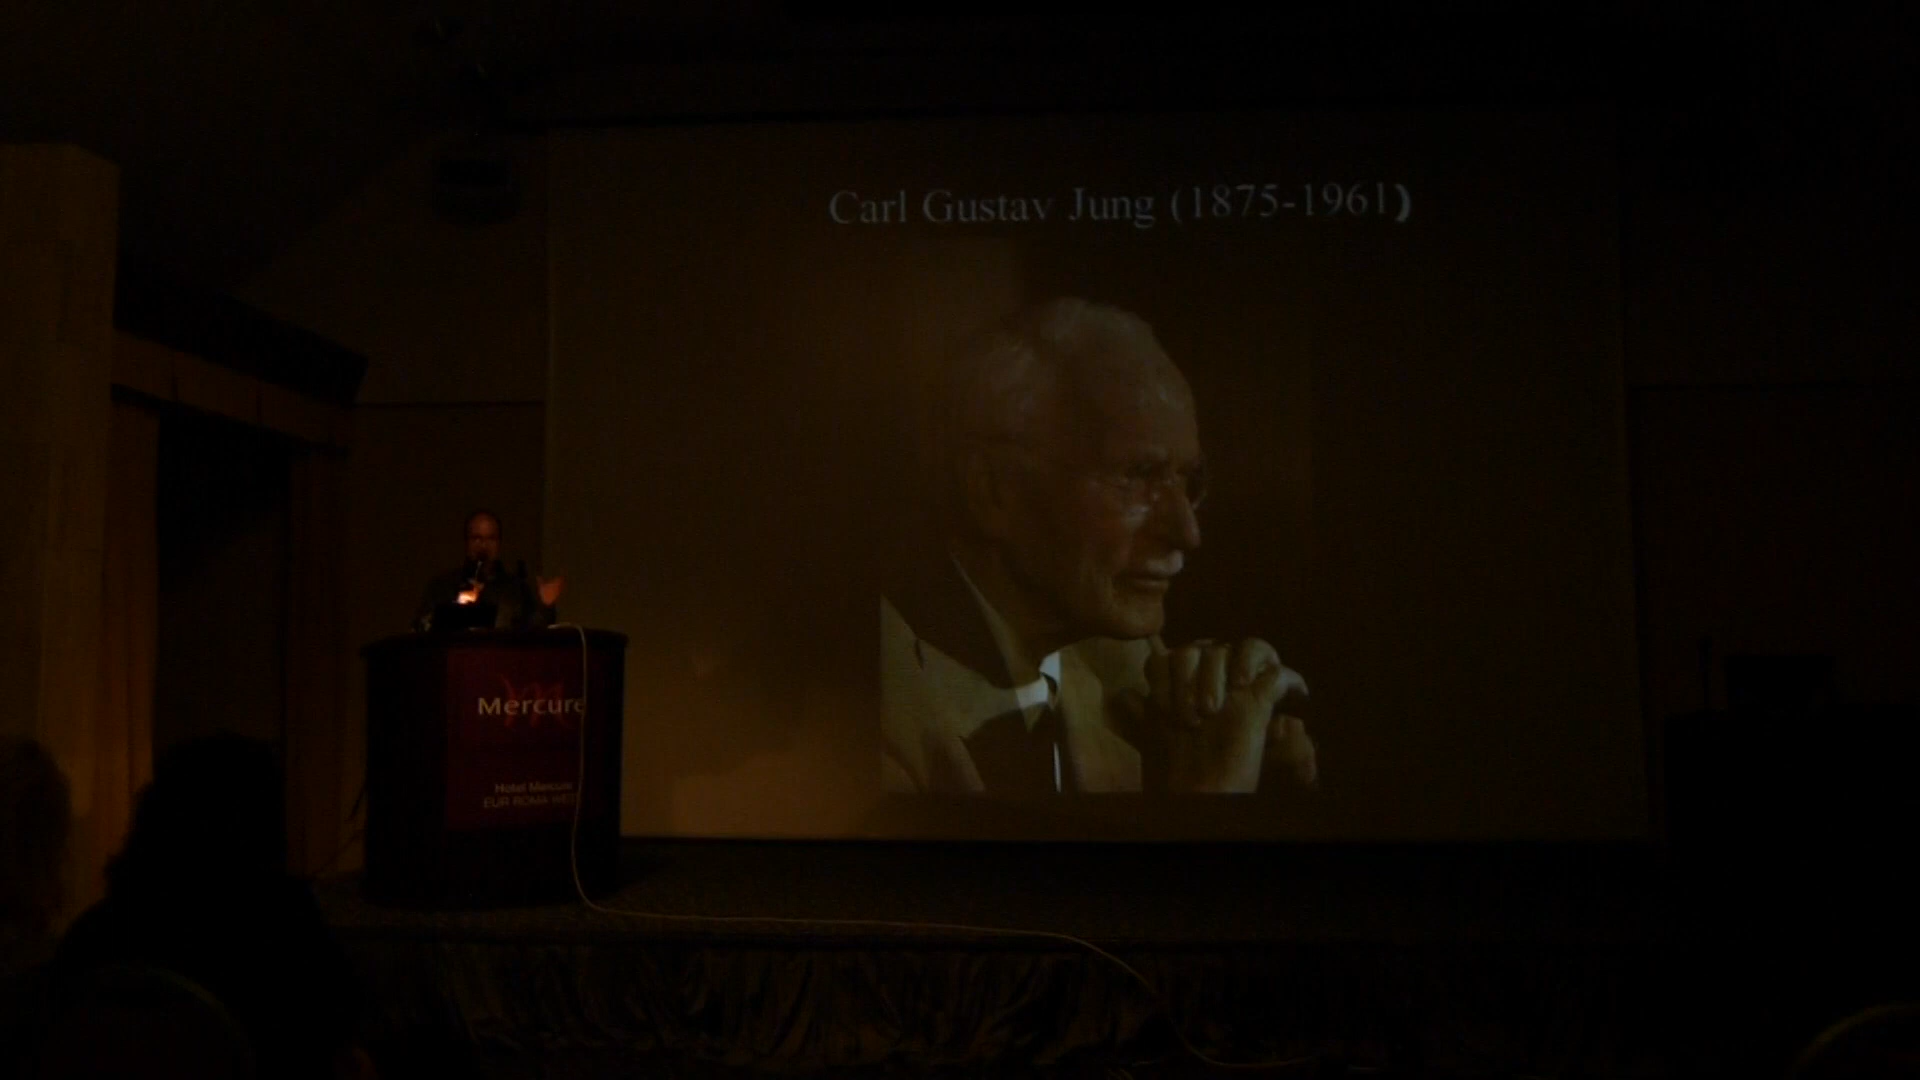 Carl Gustav Jung (1875-1961)
Mercure
Hotel Mercure
EUR ROMA WEST